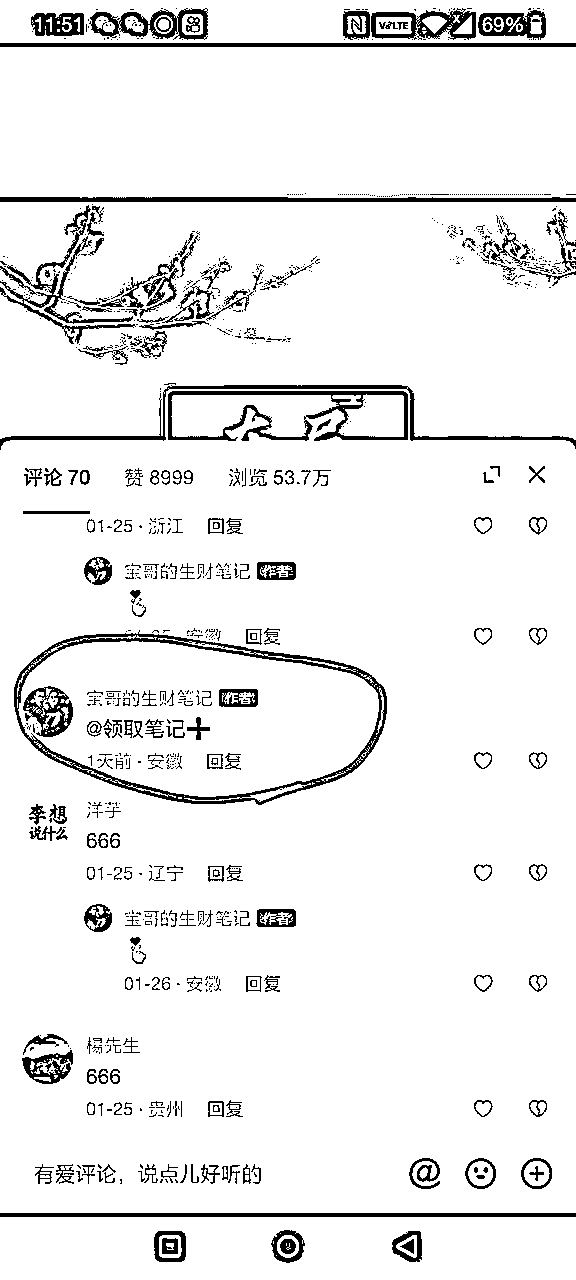 11:51
VoLTE
69%
评论 70
赞 8999
浏览 53.7万
01-25 · 浙江 回复
宝哥的生财笔记 作者
安徽 回复
宝哥的生财笔记 作者
@领取笔记➕
1天前 · 安徽 回复
李想
说什么
洋芋
666
01-25 · 辽宁 回复
宝哥的生财笔记 作者
01-26 · 安徽 回复
楊先生
666
01-25 · 贵州 回复
有爱评论，说点儿好听的